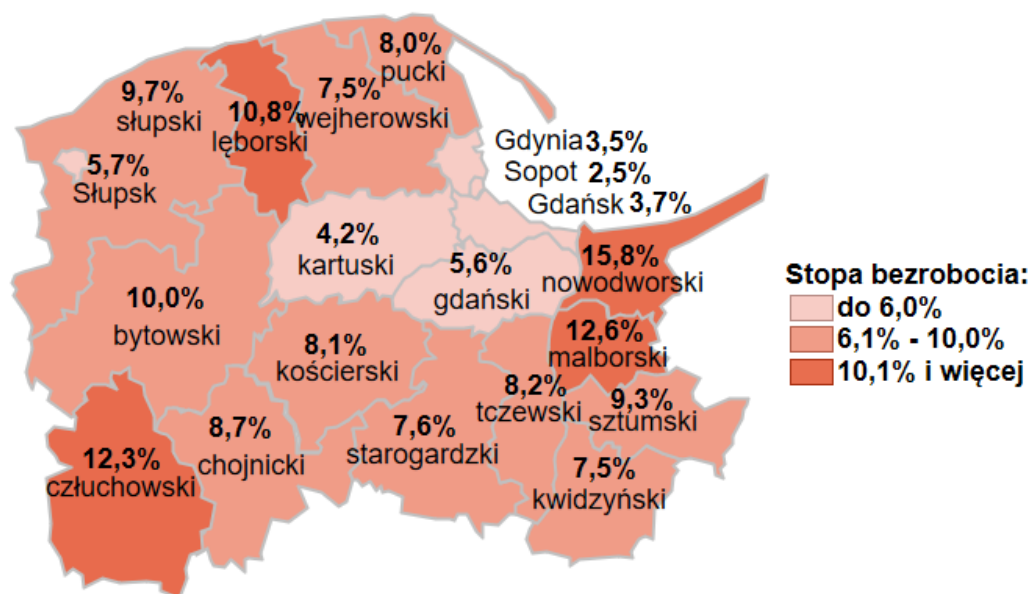 8,0%
pucki
9,7%
słupski
7,5%
wejherowski
10,8%
lęborski
Gdynia 3,5%
Sopot 2,5%
Gdańsk 3,7%
5,7%
Słupsk
4,2%
kartuski
5,6%
gdański
15,8%
nowodworski
10,0%
bytowski
8,1%
kościerski
12,6%
malborski
8,2%
tczewski
9,3%
sztumski
12,3%
człuchowski
8,7%
chojnicki
7,6%
starogardzki
7,5%
kwidzyński
Stopa bezrobocia:
do 6,0%
6,1% - 10,0%
10,1% i więcej